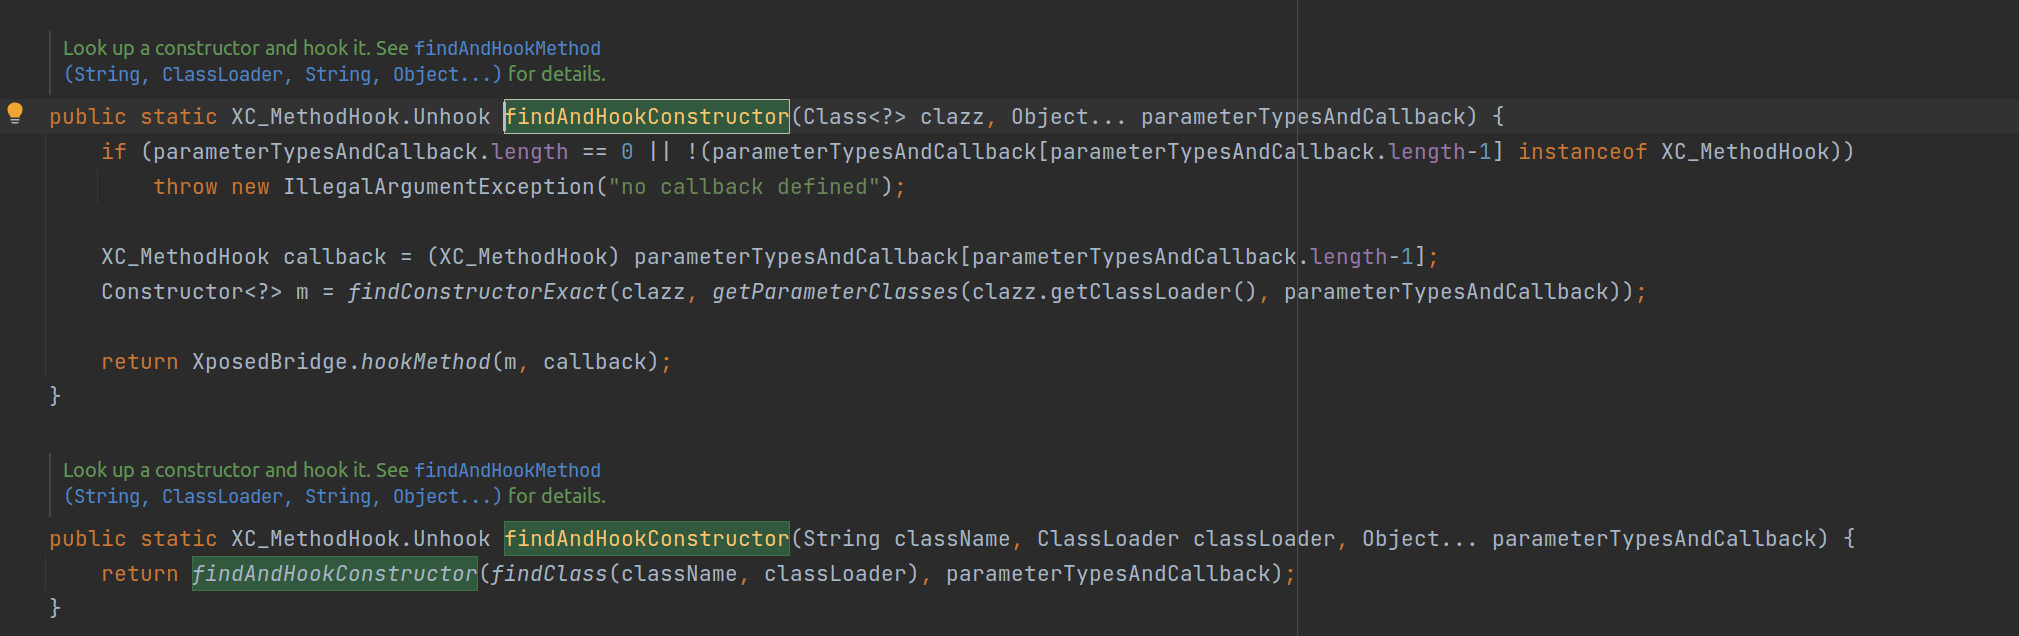 Look up a constructor and hook it. See findAndHookMethod
(String, ClassLoader, String, Object...) for details.
public static XC_MethodHook.Unhook findAndHookConstructor(Class<?> clazz, Object... parameterTypesAndCallback) {
if (parameterTypesAndCallback.length == 0 || !(parameterTypesAndCallback[parameterTypesAndCallback.length-1] instanceof XC_MethodHook))
throw new IllegalArgumentException("no callback defined");
XC_MethodHook callback = (XC_MethodHook) parameterTypesAndCallback[parameterTypesAndCallback.length-1];
Constructor<?> m = findConstructorExact(clazz, getParameterClasses(clazz.getClassLoader(), parameterTypesAndCallback));
return XposedBridge.hookMethod(m, callback);
}
Look up a constructor and hook it. See findAndHookMethod
(String, ClassLoader, String, Object...) for details.
public static XC_MethodHook.Unhook findAndHookConstructor(String className, ClassLoader classLoader, Object... parameterTypesAndCallback) {
return findAndHookConstructor(findClass(className, classLoader), parameterTypesAndCallback);
}